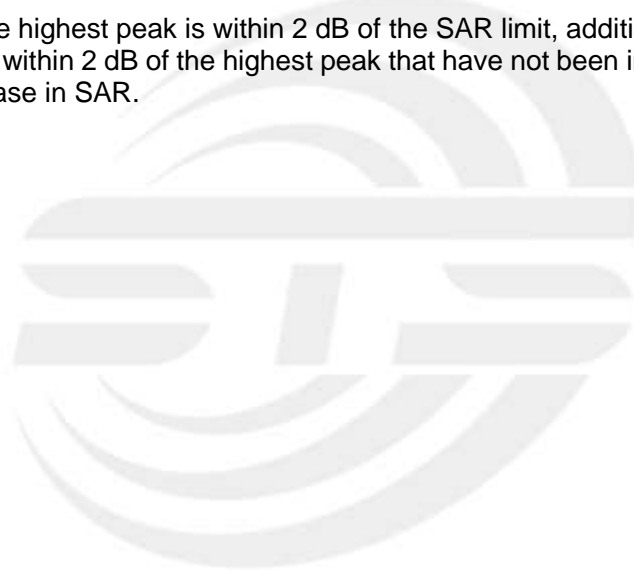 e highest peak is within 2 dB of the SAR limit, additi
within 2 dB of the highest peak that have not been i
ase in SAR.
STS